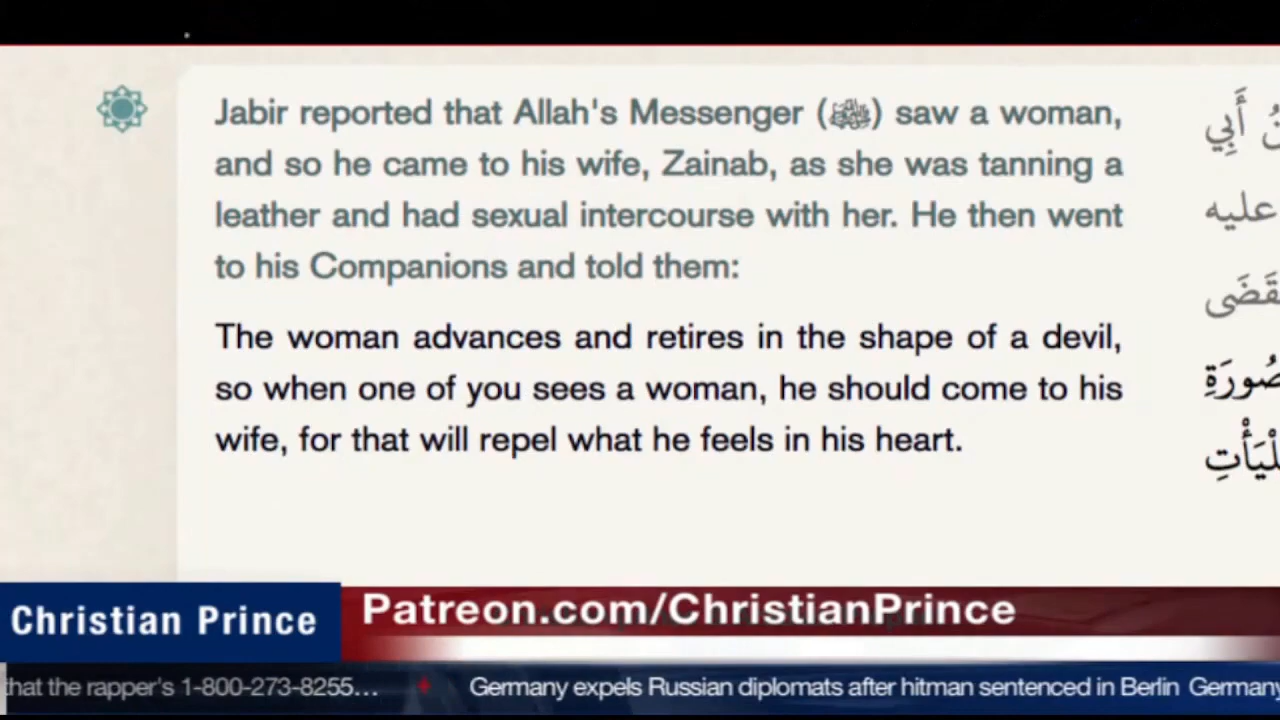 Jabir reported that Allah's Messenger (ﷺ) saw a woman,
and so he came to his wife, Zainab, as she was tanning a
leather and had sexual intercourse with her. He then went
to his Companions and told them:
The woman advances and retires in the shape of a devil,
so when one of you sees a woman, he should come to his
wife, for that will repel what he feels in his heart.
نُ أَبِي
عليه
قَضَى
صُورَةِ
لْيَأْتِ
Christian Prince
Patreon.com/ChristianPrince
that the rapper's 1-800-273-8255... Germany expels Russian diplomats after hitman sentenced in Berlin Germany